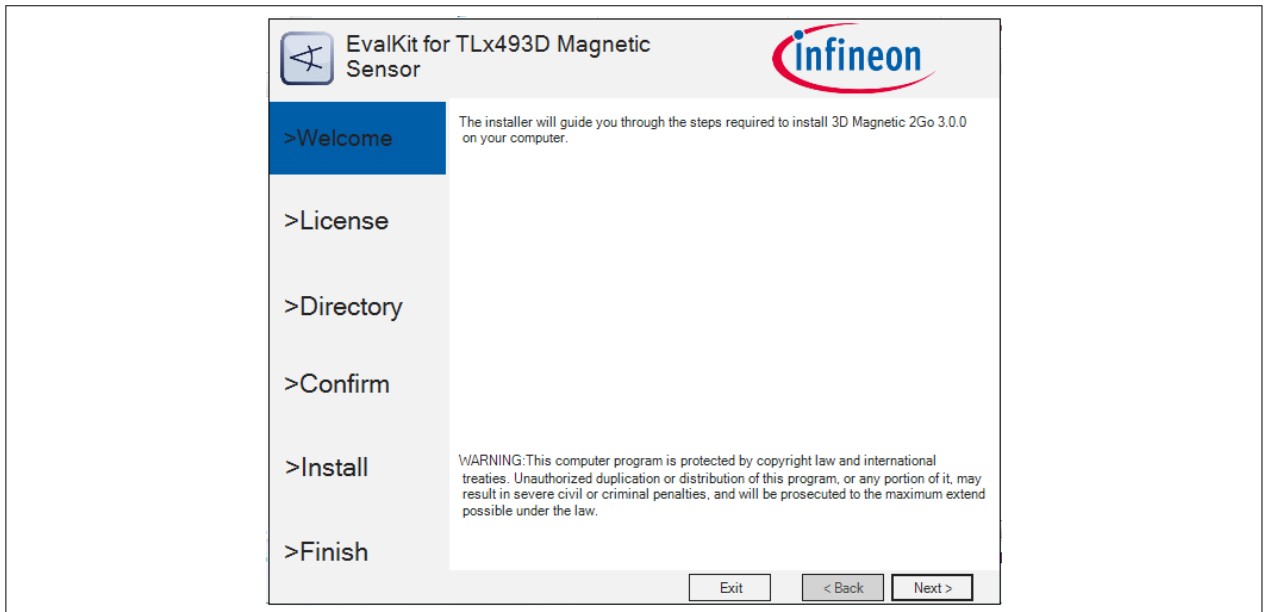 EvalKit for TLx493D Magnetic
Sensor
infineon
>Welcome
The installer will guide you through the steps required to install 3D Magnetic 2Go 3.0.0
on your computer.
>License
>Directory
>Confirm
>Install
WARNING:This computer program is protected by copyright law and international
treaties. Unauthorized duplication or distribution of this program, or any portion of it, may
result in severe civil or criminal penalties, and will be prosecuted to the maximum extend
possible under the law.
>Finish
Exit
< Back
Next >